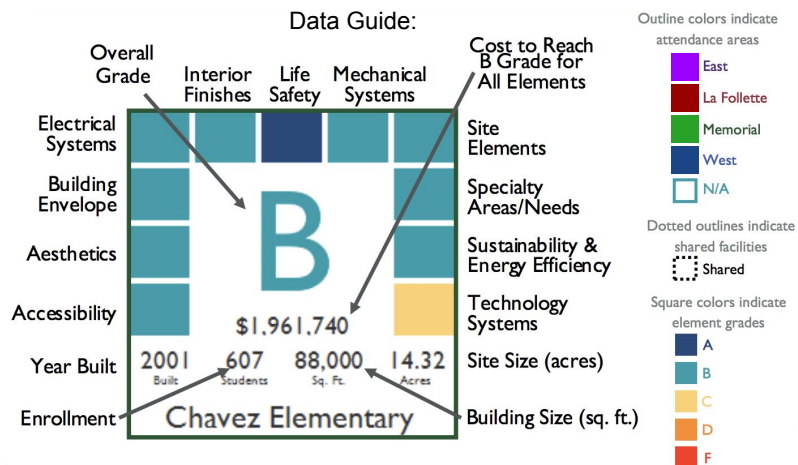 Data Guide:
Overall
Grade
Interior
Finishes
Life
Safety
Mechanical
Systems
Cost to Reach
B Grade for
All Elements
Electrical
Systems
Building
Envelope
Aesthetics
Accessibility
Year Built
Enrollment
B
$1,961,740
2001
Built
607
Students
88,000
Sq. Ft.
14.32
Acres
Chavez Elementary
Site
Elements
Specialty
Areas/Needs
Sustainability &
Energy Efficiency
Technology
Systems
Site Size (acres)
Building Size (sq. ft.)
Outline colors indicate
attendance areas
East
La Follette
Memorial
West
N/A
Dotted outlines indicate
shared facilities
Shared
Square colors indicate
element grades
A
B
C
D
F